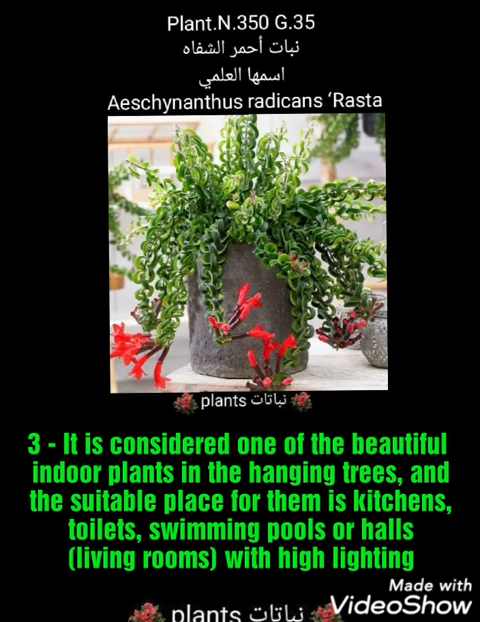 Plant.N.350 G.35
نبات أحمر الشفاه
اسمها العلمي
Aeschynanthus radicans ‘Rasta
plants نباتات
3 - It is considered one of the beautiful
indoor plants in the hanging trees, and
the suitable place for them is kitchens,
toilets, swimming pools or halls
(living rooms) with high lighting
Made with
VideoShow
plants نباتات